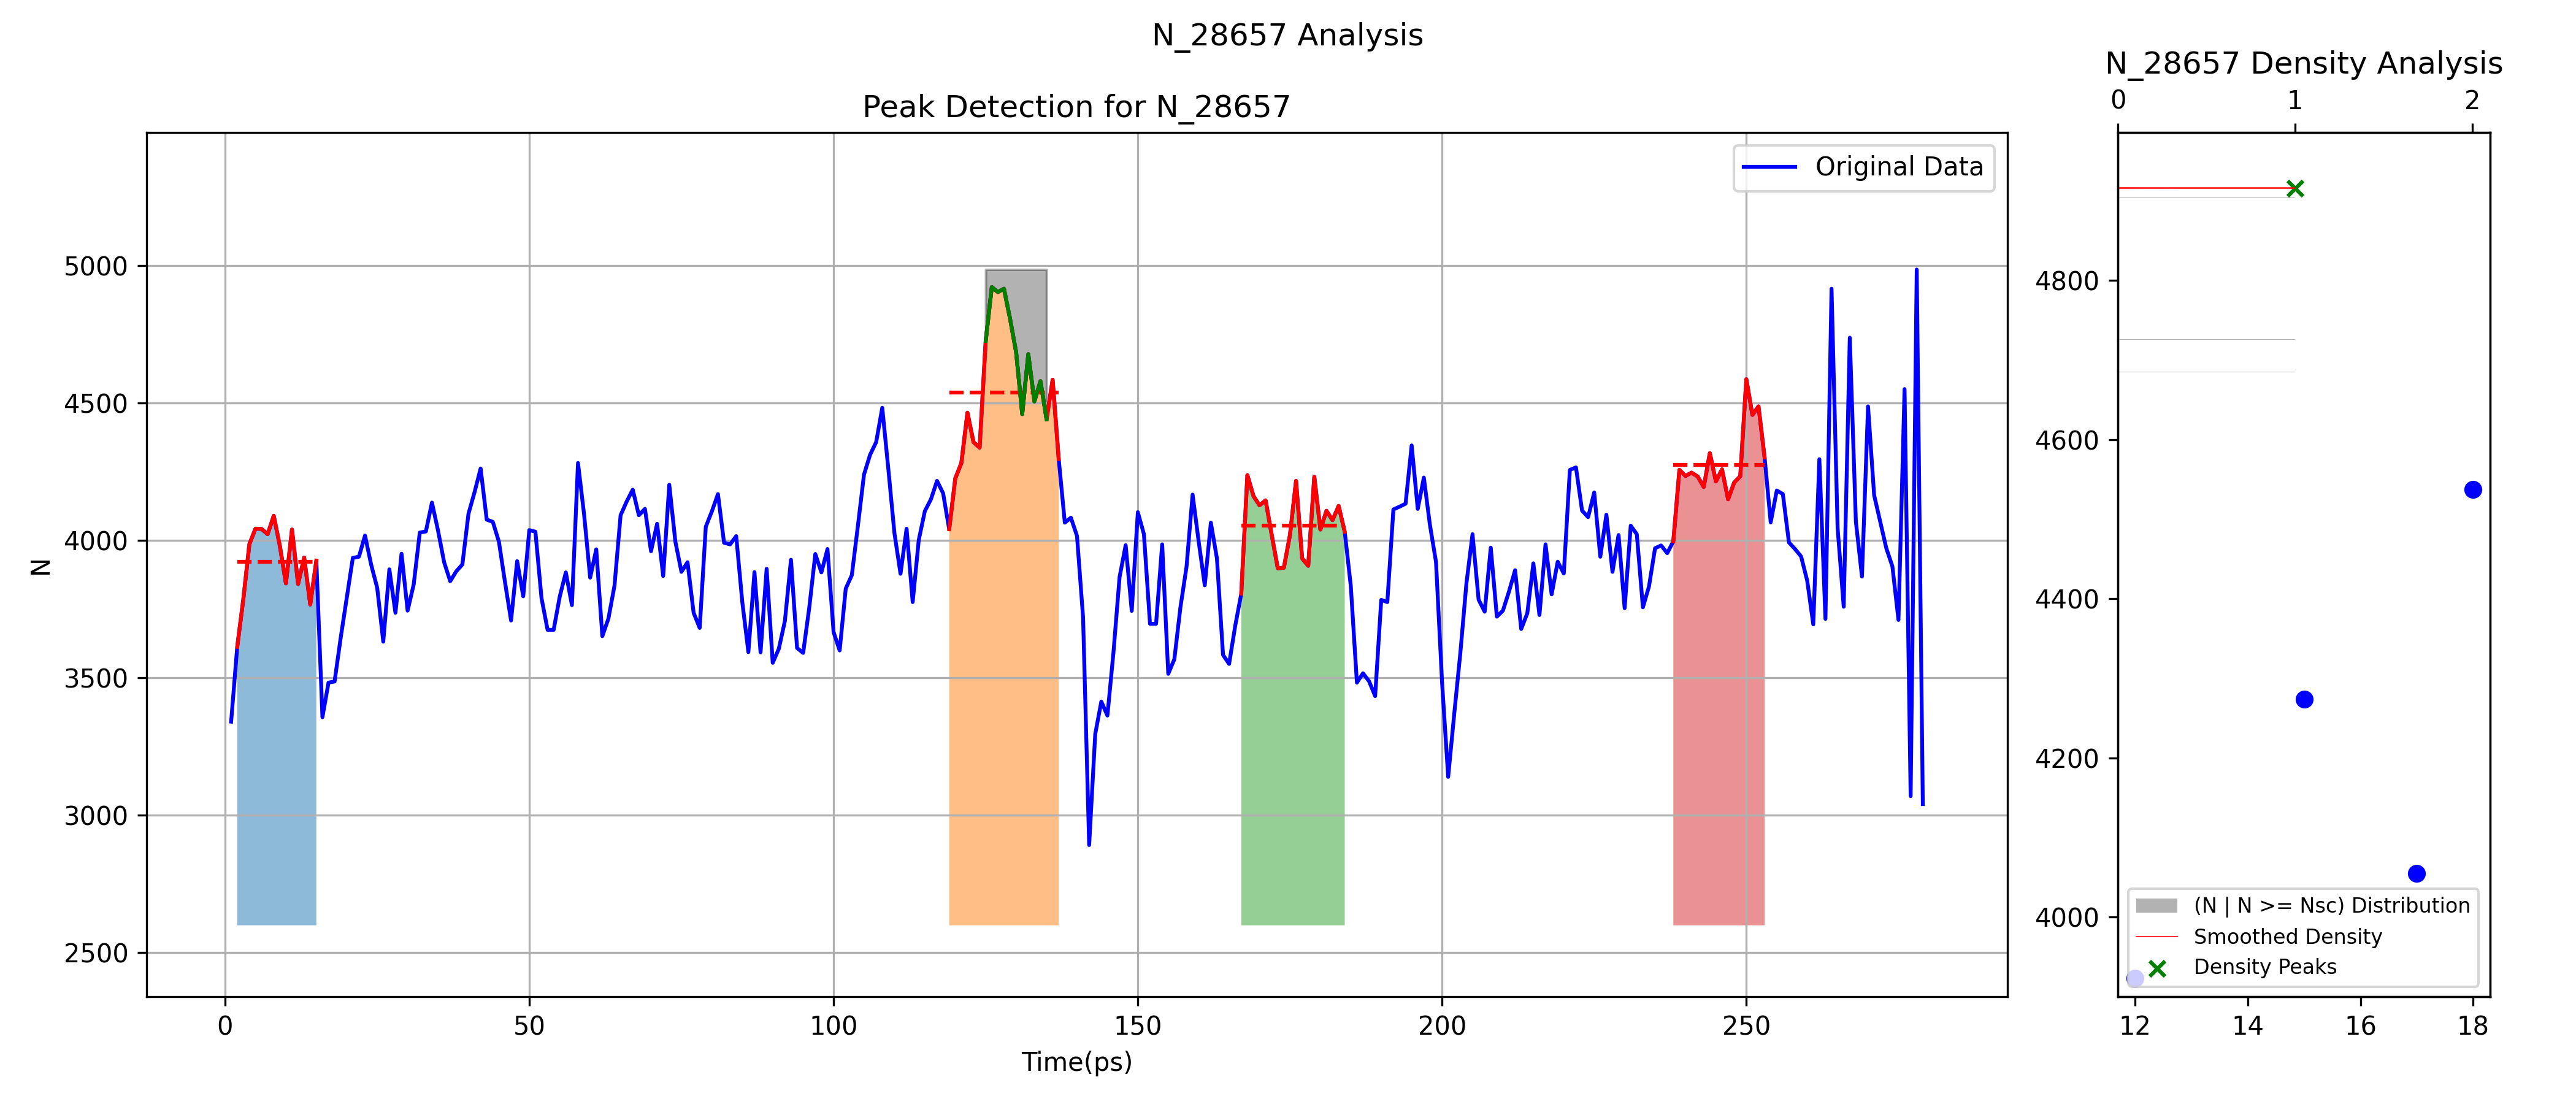 N_28657 Analysis
Peak Detection for N_28657
N
5000
4500
4000
3500
3000
2500
0 50 100 150 200 250
Time(ps)
Original Data
N_28657 Density Analysis
0 1 2
4800
4600
4400
4200
4000
(N | N >= Nsc) Distribution
Smoothed Density
Density Peaks
12 14 16 18